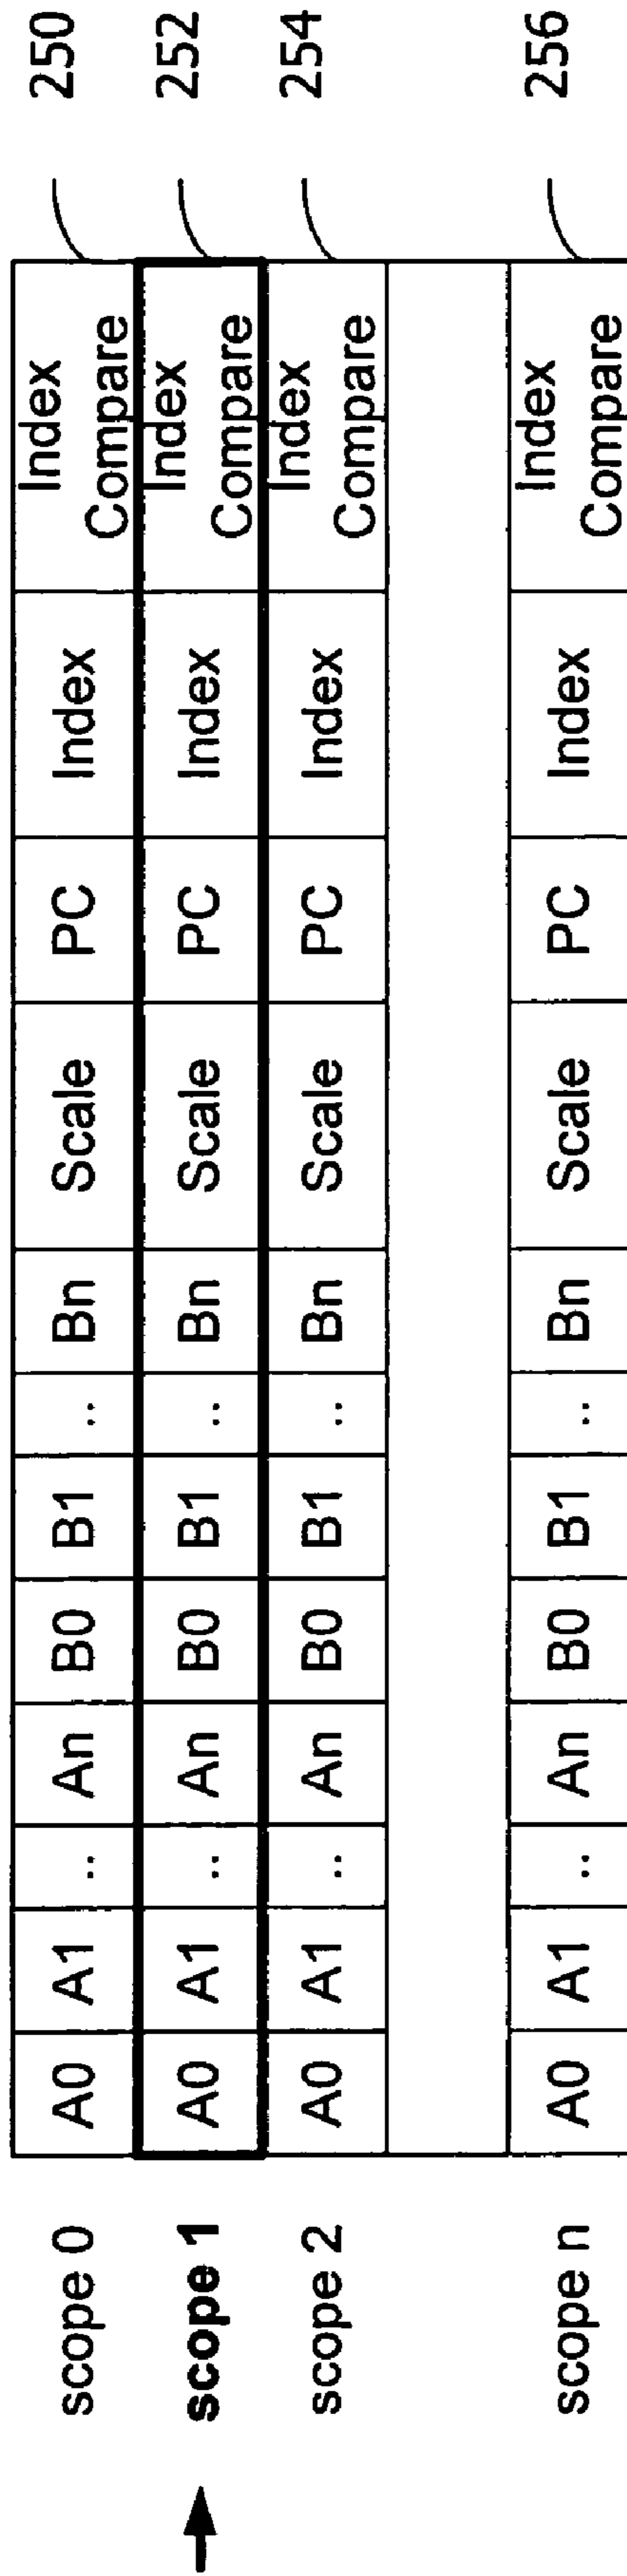 scope 0 A0 A1 .. An B0 B1 .. Bn Scale PC Index Index Compare 250
scope 1 A0 A1 .. An B0 B1 .. Bn Scale PC Index Index Compare 252
scope 2 A0 A1 .. An B0 B1 .. Bn Scale PC Index Index Compare 254
scope n A0 A1 .. An B0 B1 .. Bn Scale PC Index Index Compare 256